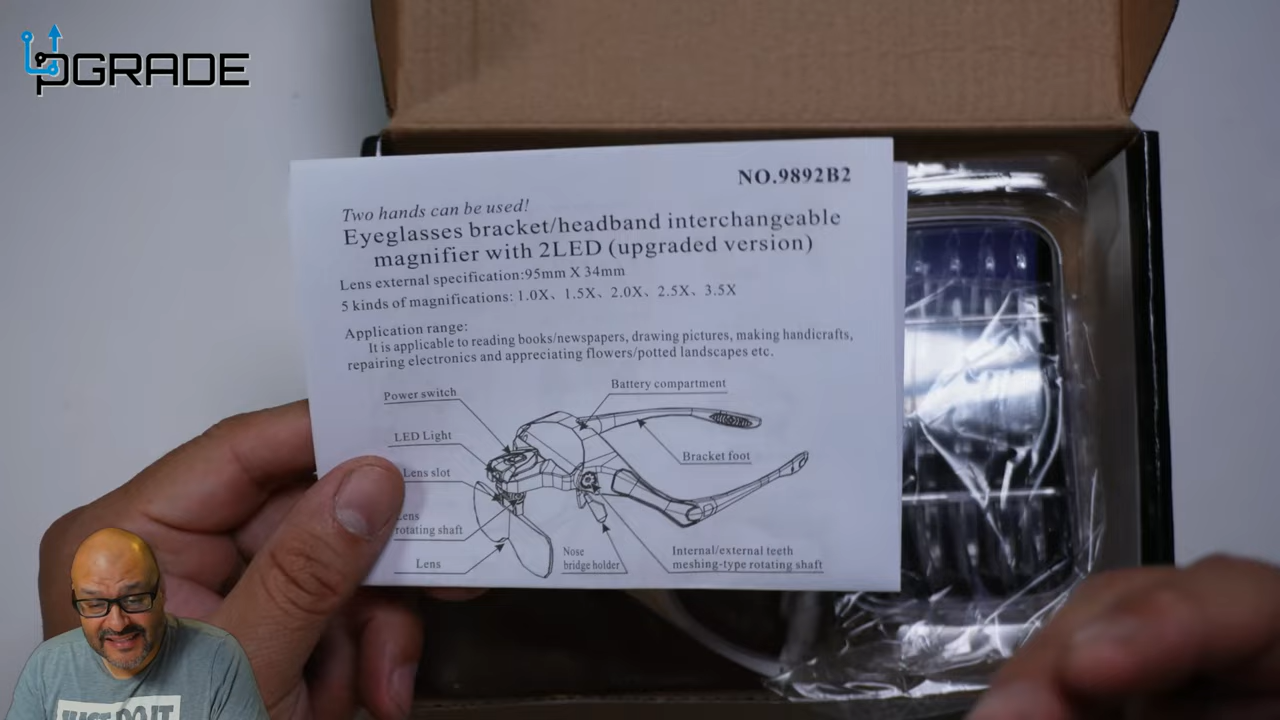 UPGRADE
NO.9892B2
Two hands can be used!
Eyeglasses bracket/headband interchangeable
magnifier with 2LED (upgraded version)
Lens external specification:95mm X 34mm
5 kinds of magnifications: 1.0X、1.5X、2.0X、2.5X、3.5X
Application range:
It is applicable to reading books/newspapers, drawing pictures, making handicrafts,
repairing electronics and appreciating flowers/potted landscapes etc.
Power switch
Battery compartment
LED Light
Bracket foot
Lens slot
Lens
rotating shaft
Lens
Nose
bridge holder
Internal/external teeth
meshing-type rotating shaft
JUST DO IT